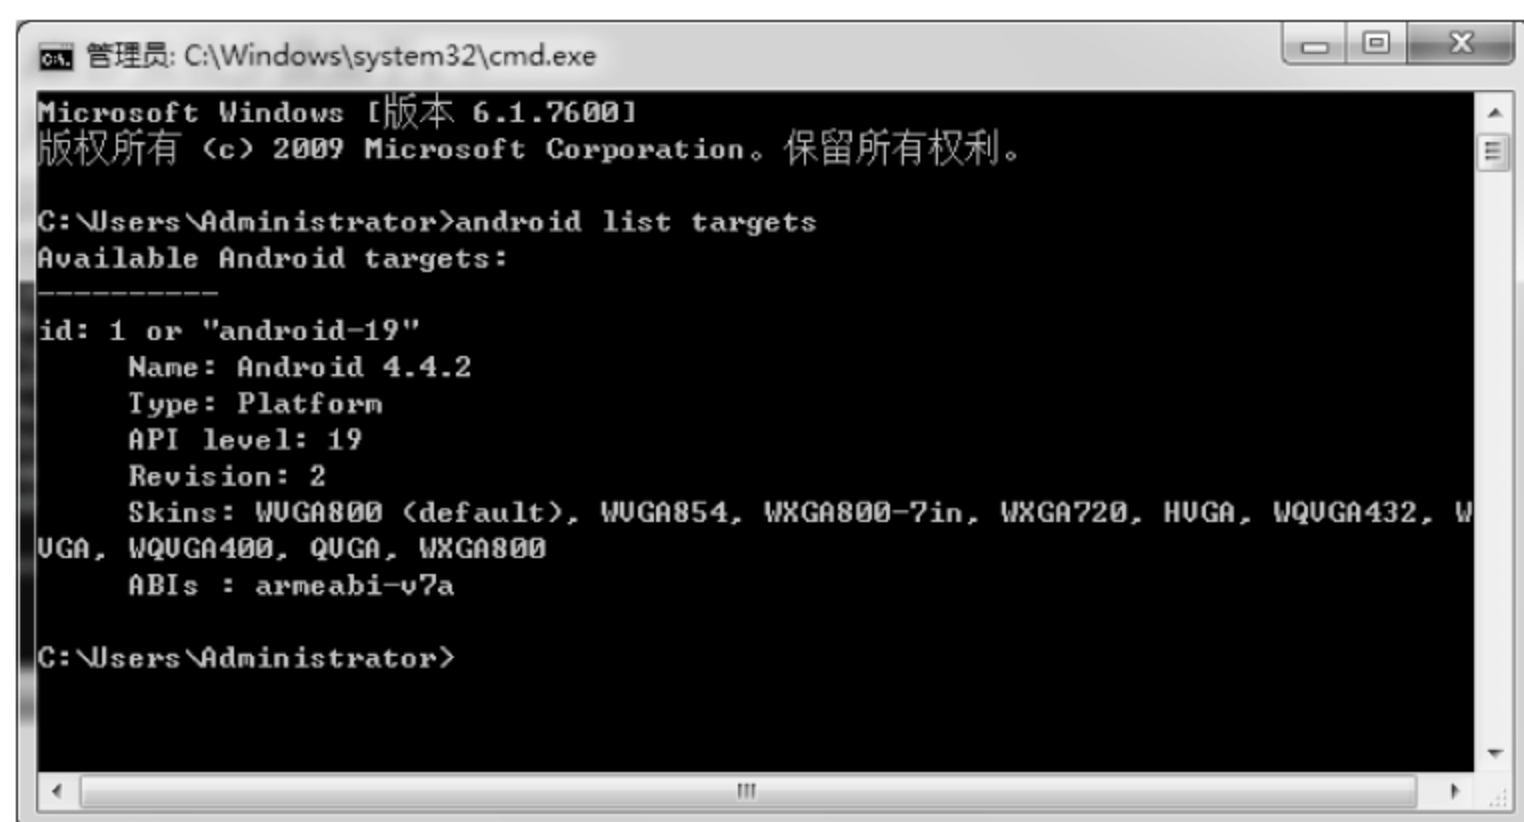 管理员: C:\Windows\system32\cmd.exe
Microsoft Windows [版本 6.1.7600]
版权所有 (c) 2009 Microsoft Corporation。保留所有权利。
C:\Users\Administrator>android list targets
Available Android targets:
----------
id: 1 or "android-19"
Name: Android 4.4.2
Type: Platform
API level: 19
Revision: 2
Skins: WVGA800 (default), WVGA854, WXGA800-7in, WXGA720, HVGA, WQVGA432, W
VGA, WQVGA400, QVGA, WXGA800
ABIs : armeabi-v7a
C:\Users\Administrator>